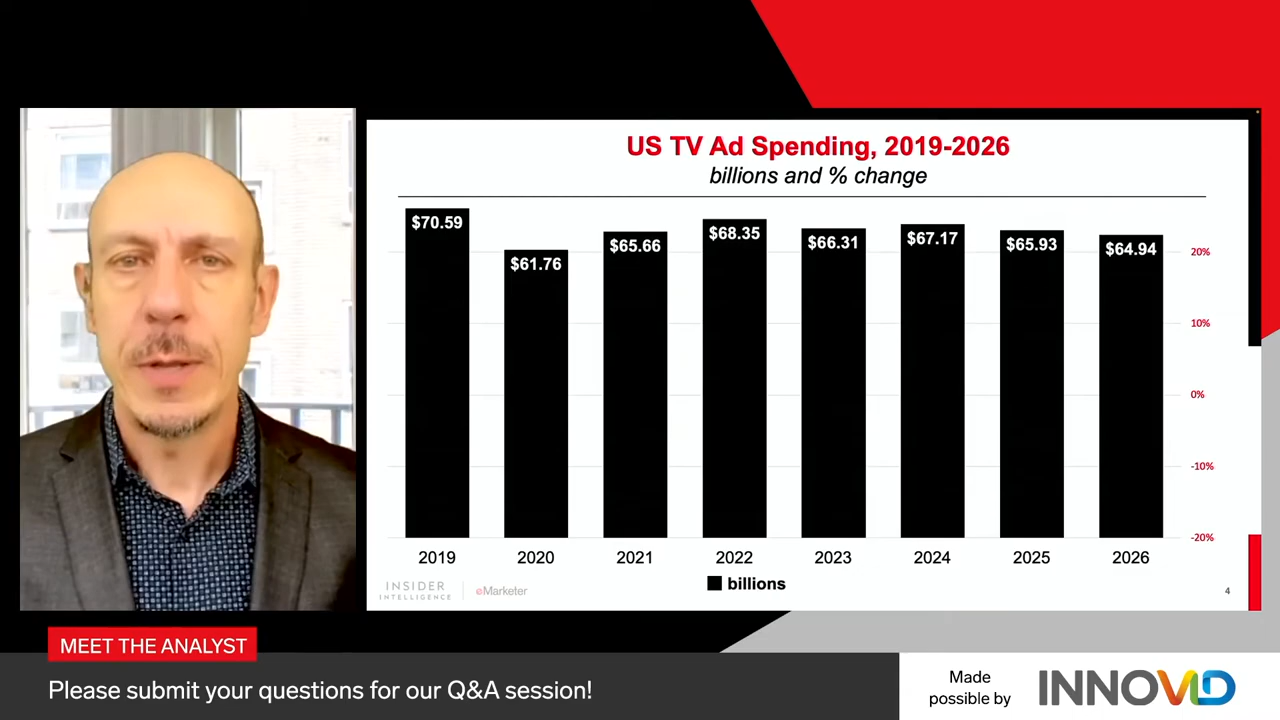 US TV Ad Spending, 2019-2026
billions and % change
$70.59
$61.76
$65.66
$68.35
$66.31
$67.17
$65.93
$64.94
20%
10%
0%
-10%
-20%
2019
2020
2021
2022
2023
2024
2025
2026
billions
INSIDER
INTELLIGENCE
eMarketer
4
MEET THE ANALYST
Please submit your questions for our Q&A session!
Made
possible by
INNOVID